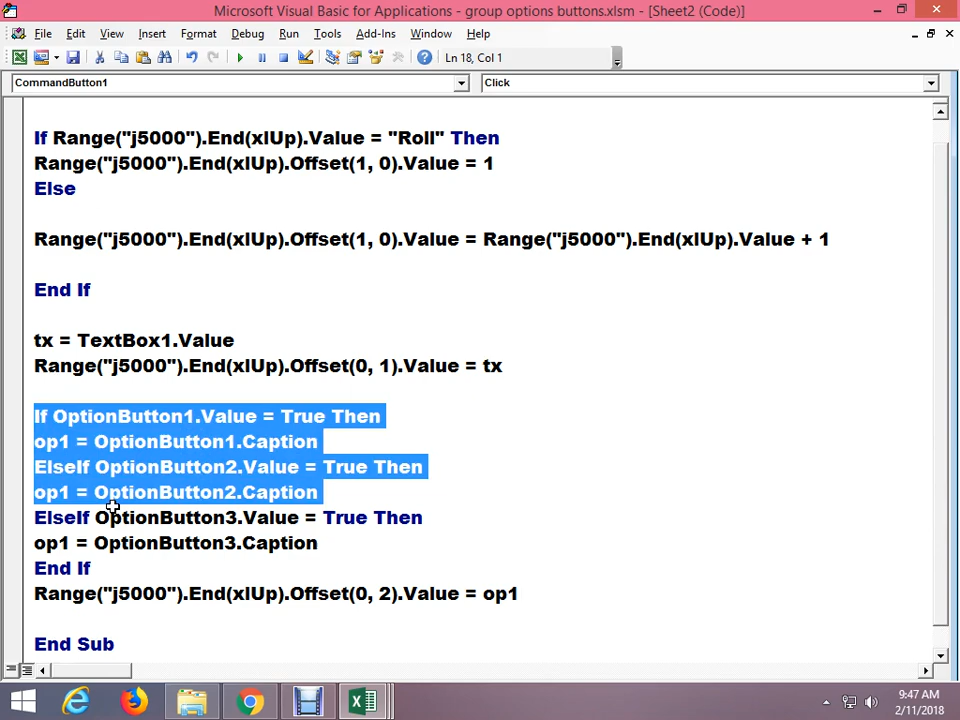 Microsoft Visual Basic for Applications - group options buttons.xlsm - [Sheet2 (Code)]
File Edit View Insert Format Debug Run Tools Add-Ins Window Help
Ln 18, Col 1
CommandButton1 Click
If Range("j5000").End(xlUp).Value = "Roll" Then
Range("j5000").End(xlUp).Offset(1, 0).Value = 1
Else
Range("j5000").End(xlUp).Offset(1, 0).Value = Range("j5000").End(xlUp).Value + 1
End If
tx = TextBox1.Value
Range("j5000").End(xlUp).Offset(0, 1).Value = tx
If OptionButton1.Value = True Then
op1 = OptionButton1.Caption
ElseIf OptionButton2.Value = True Then
op1 = OptionButton2.Caption
ElseIf OptionButton3.Value = True Then
op1 = OptionButton3.Caption
End If
Range("j5000").End(xlUp).Offset(0, 2).Value = op1
End Sub
9:47 AM
2/11/2018